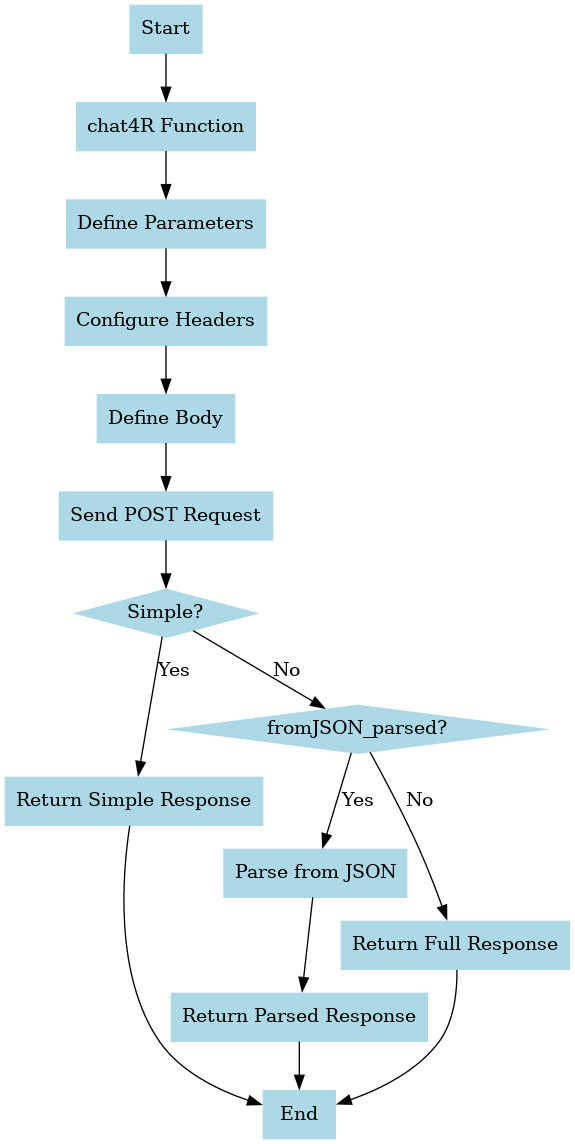 Start
chat4R Function
Define Parameters
Configure Headers
Define Body
Send POST Request
Simple?
Yes
No
fromJSON_parsed?
Return Simple Response
Yes
No
Parse from JSON
Return Full Response
Return Parsed Response
End